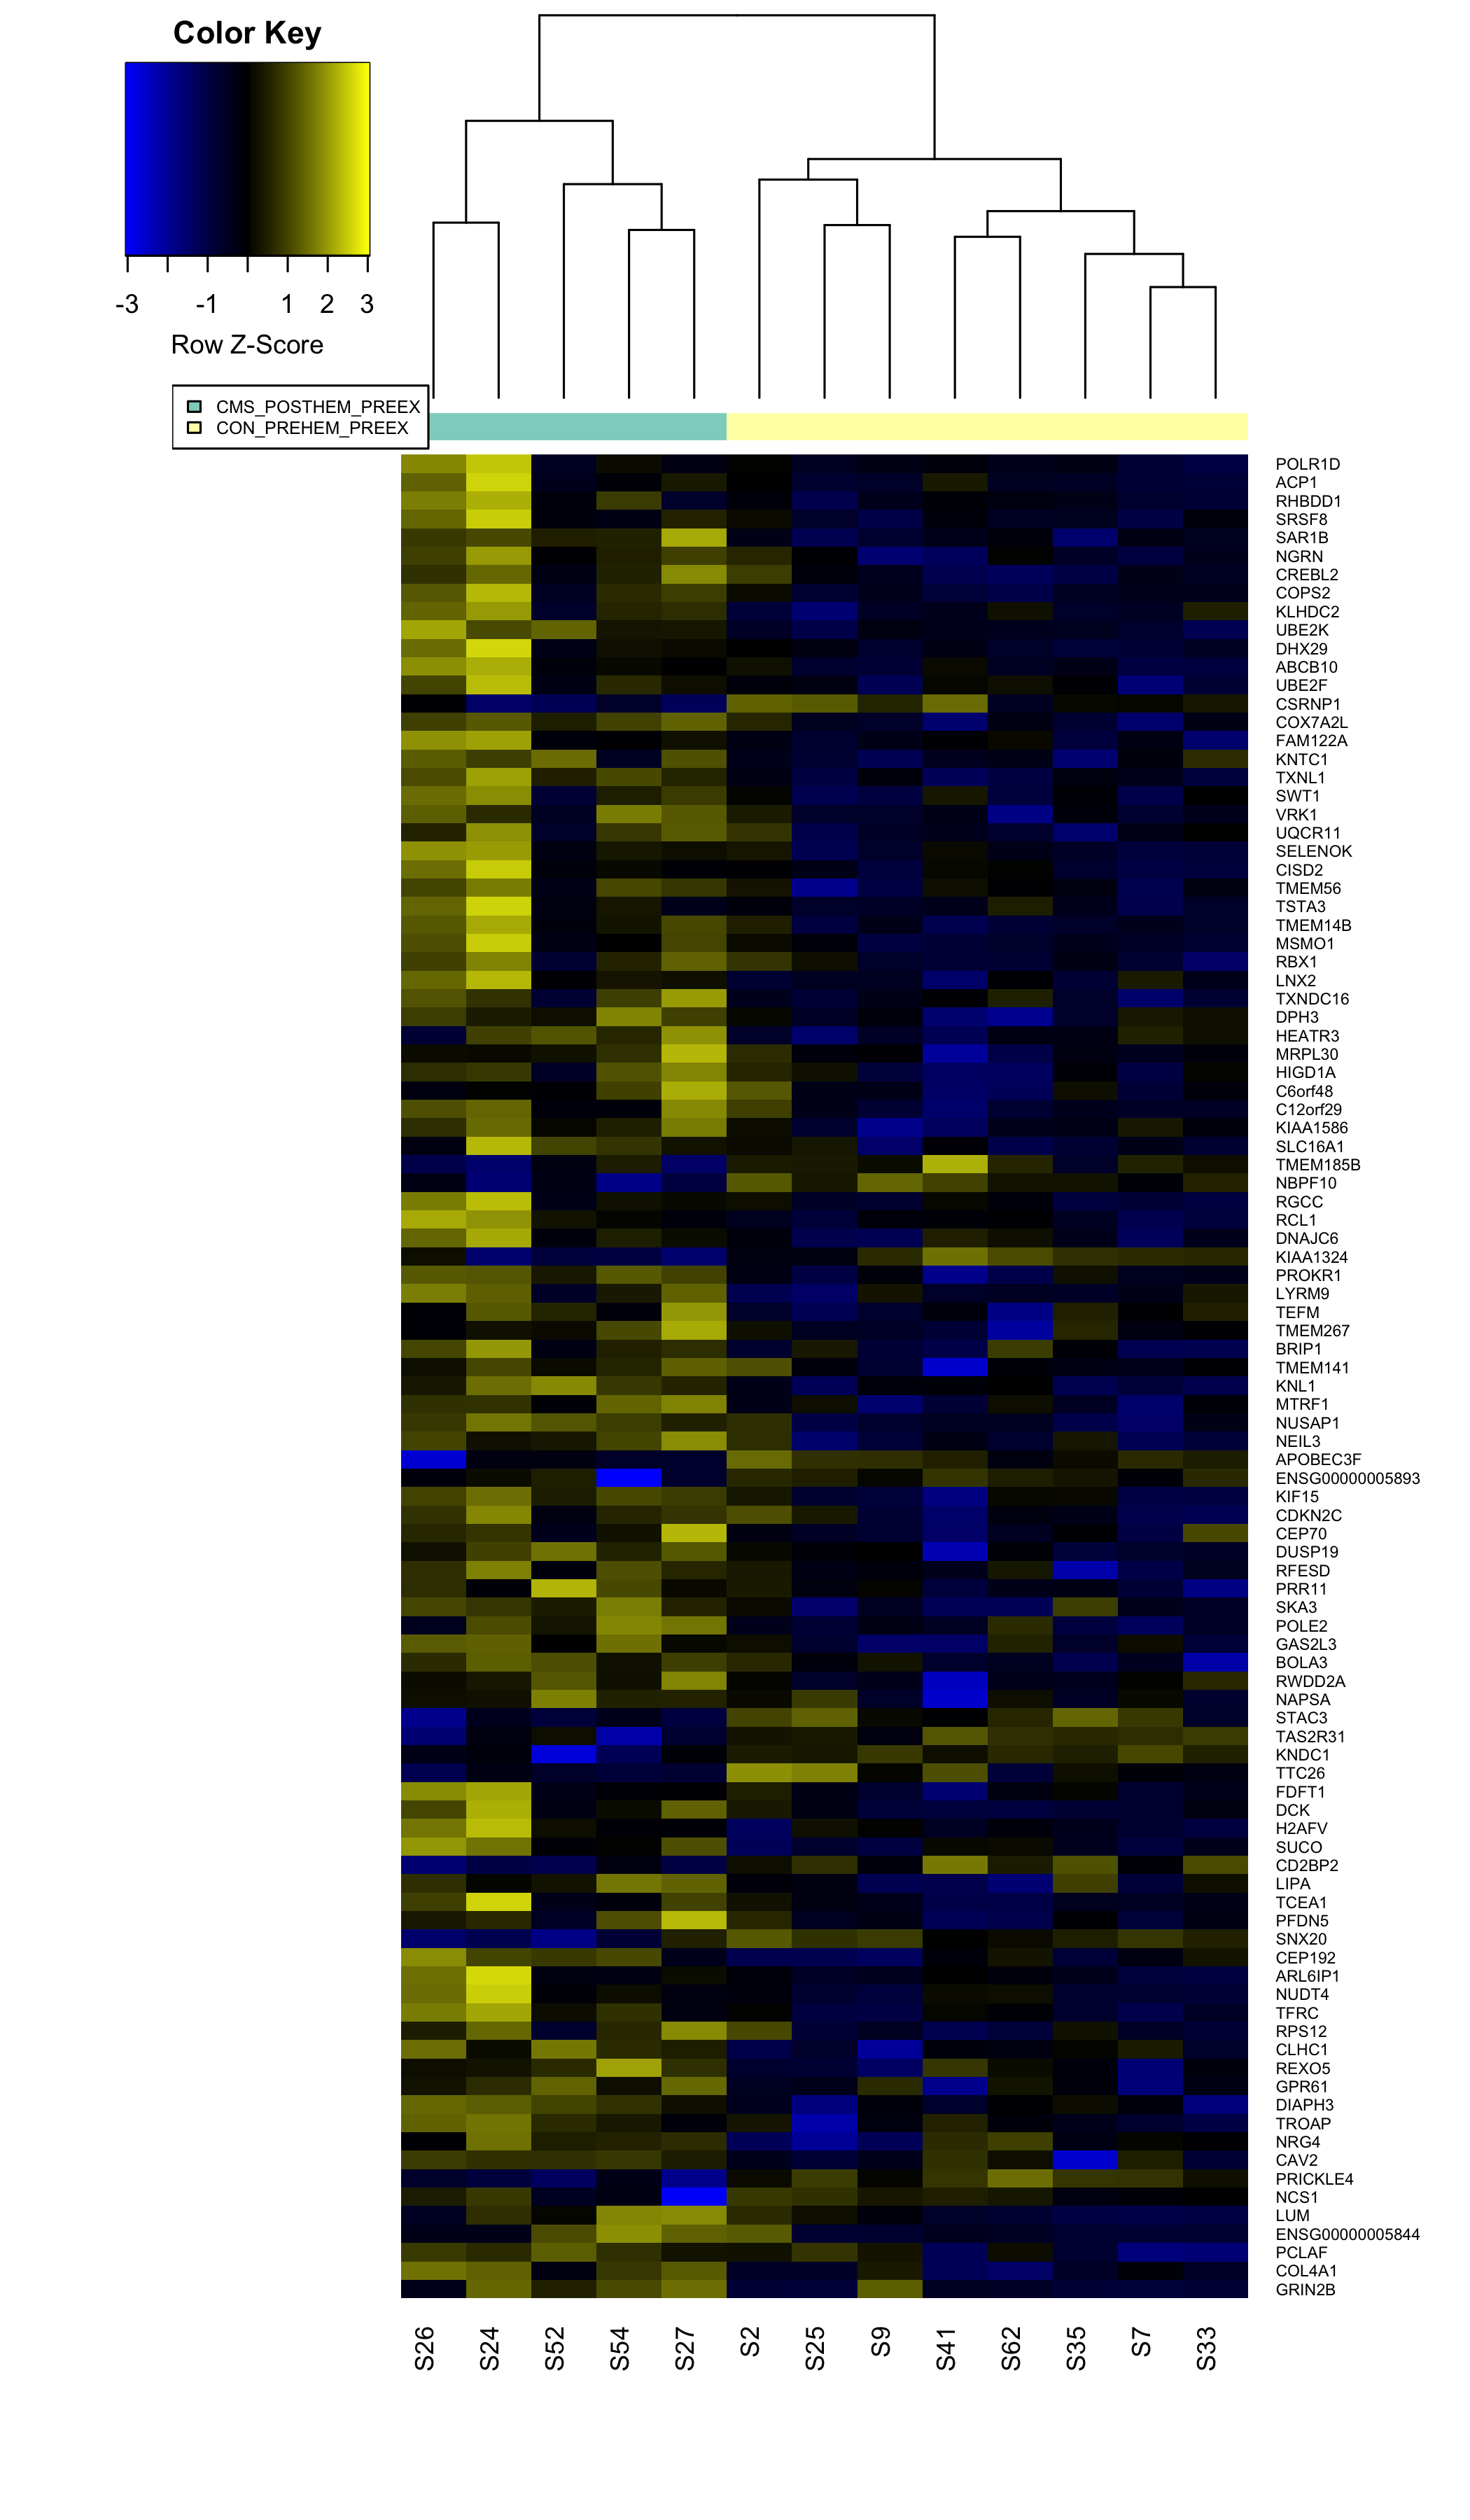 Color Key
-3 -1 1 2 3
Row Z-Score
CMS_POSTHEM_PREEX
CON_PREHEM_PREEX
POLR1D
ACP1
RHBDD1
SRSF8
SAR1B
NGRN
CREBL2
COPS2
KLHDC2
UBE2K
DHX29
ABCB10
UBE2F
CSRNP1
COX7A2L
FAM122A
KNTC1
TXNL1
SWT1
VRK1
UQCR11
SELENOK
CISD2
TMEM56
TSTA3
TMEM14B
MSMO1
RBX1
LNX2
TXNDC16
DPH3
HEATR3
MRPL30
HIGD1A
C6orf48
C12orf29
KIAA1586
SLC16A1
TMEM185B
NBPF10
RGCC
RCL1
DNAJC6
KIAA1324
PROKR1
LYRM9
TEFM
TMEM267
BRIP1
TMEM141
KNL1
MTRF1
NUSAP1
NEIL3
APOBEC3F
ENSG00000005893
KIF15
CDKN2C
CEP70
DUSP19
RFESD
PRR11
SKA3
POLE2
GAS2L3
BOLA3
RWDD2A
NAPSA
STAC3
TAS2R31
KNDC1
TTC26
FDFT1
DCK
H2AFV
SUCO
CD2BP2
LIPA
TCEA1
PFDN5
SNX20
CEP192
ARL6IP1
NUDT4
TFRC
RPS12
CLHC1
REXO5
GPR61
DIAPH3
TROAP
NRG4
CAV2
PRICKLE4
NCS1
LUM
ENSG00000005844
PCLAF
COL4A1
GRIN2B
S26 S24 S52 S54 S27 S2 S25 S9 S41 S62 S35 S7 S33